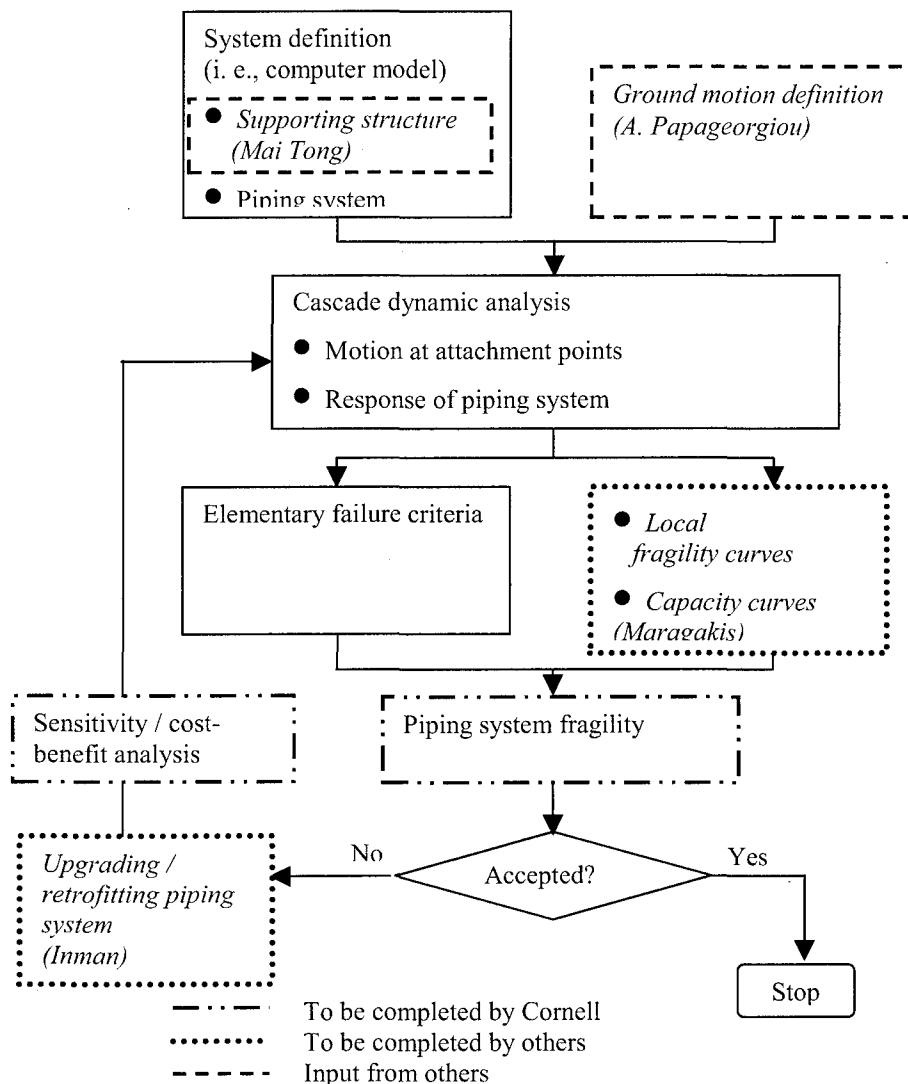 System definition
(i. e., computer model)
● Supporting structure
(Mai Tong)
● Piping system
Ground motion definition
(A. Papageorgiou)
Cascade dynamic analysis
● Motion at attachment points
● Response of piping system
Elementary failure criteria
● Local
fragility curves
● Capacity curves
(Maragakis)
Sensitivity / cost-
benefit analysis
Piping system fragility
Upgrading /
retrofitting piping
system
(Inman)
No
Accepted?
Yes
Stop
To be completed by Cornell
To be completed by others
Input from others